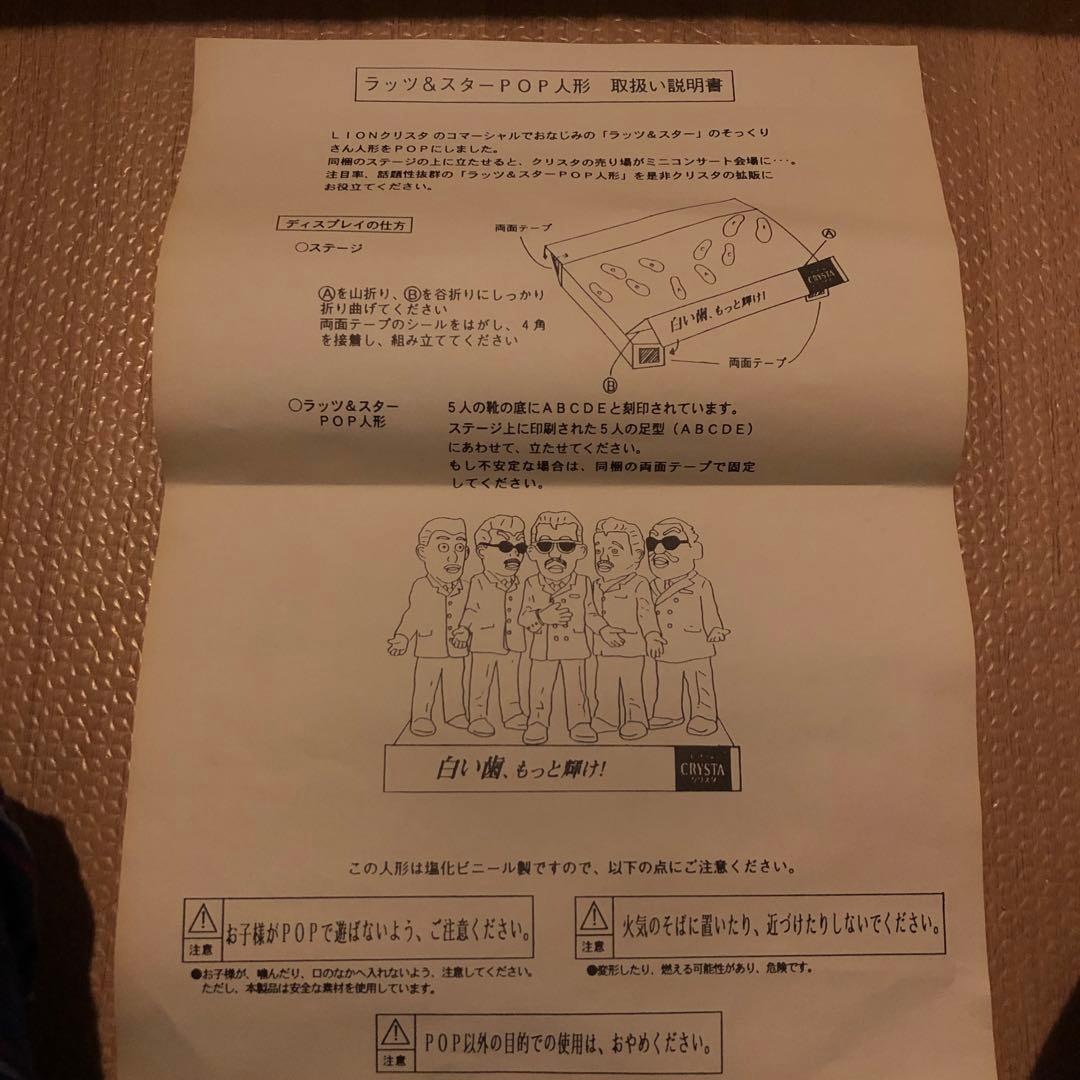 ラッツ&スターPOP人形 取扱い説明書
LIONクリスタのコマーシャルでおなじみの「ラッツ&スター」のそっくり
さん人形をPOPにしました。
同梱のステージの上に立たせると、クリスタの売り場がミニコンサート会場に・・・。
注目率、話題性抜群の「ラッツ&スターPOP人形」を是非クリスタの拡販に
お役立てください。
ディスプレイの仕方
○ステージ
Ⓐを山折り、Ⓑを谷折りにしっかり
折り曲げてください
両面テープのシールをはがし、4角
を接着し、組み立ててください
両面テープ
Ⓐ
CRYSTA
白い歯、もっと輝け!
両面テープ
Ⓑ
○ラッツ&スター
POP人形
5人の靴の底にABCDEと刻印されています。
ステージ上に印刷された5人の足型(ABCDE)
にあわせて、立たせてください。
もし不安定な場合は、同梱の両面テープで固定
してください。
白い歯、もっと輝け!
CRYSTA
クリスタ
この人形は塩化ビニール製ですので、以下の点にご注意ください。
注意
お子様がPOPで遊ばないよう、ご注意ください。
●お子様が、噛んだり、口のなかへ入れないよう、注意してください。
ただし、本製品は安全な素材を使用しています。
注意
火気のそばに置いたり、近づけたりしないでください。
●変形したり、燃える可能性があり、危険です。
注意
POP以外の目的での使用は、おやめください。